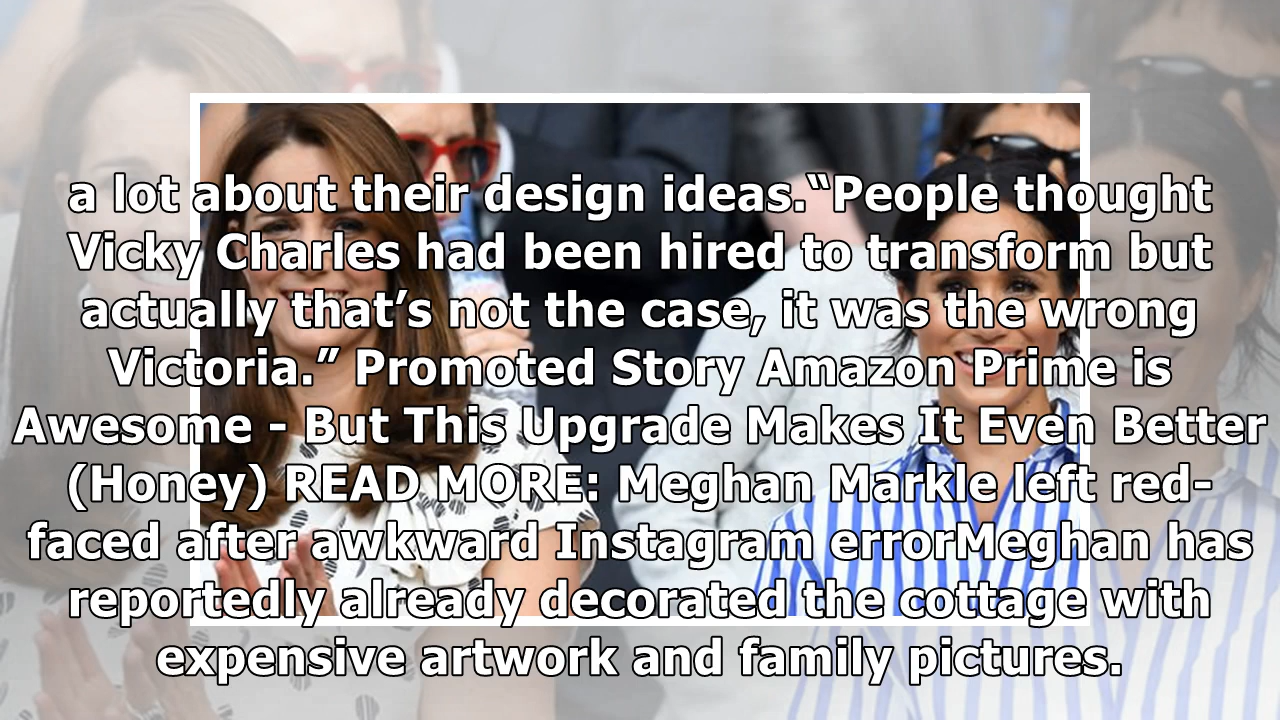 a lot about their design ideas.“People thought
Vicky Charles had been hired to transform but
actually that’s not the case, it was the wrong
Victoria.” Promoted Story Amazon Prime is
Awesome - But This Upgrade Makes It Even Better
(Honey) READ MORE: Meghan Markle left red-
faced after awkward Instagram errorMeghan has
reportedly already decorated the cottage with
expensive artwork and family pictures.